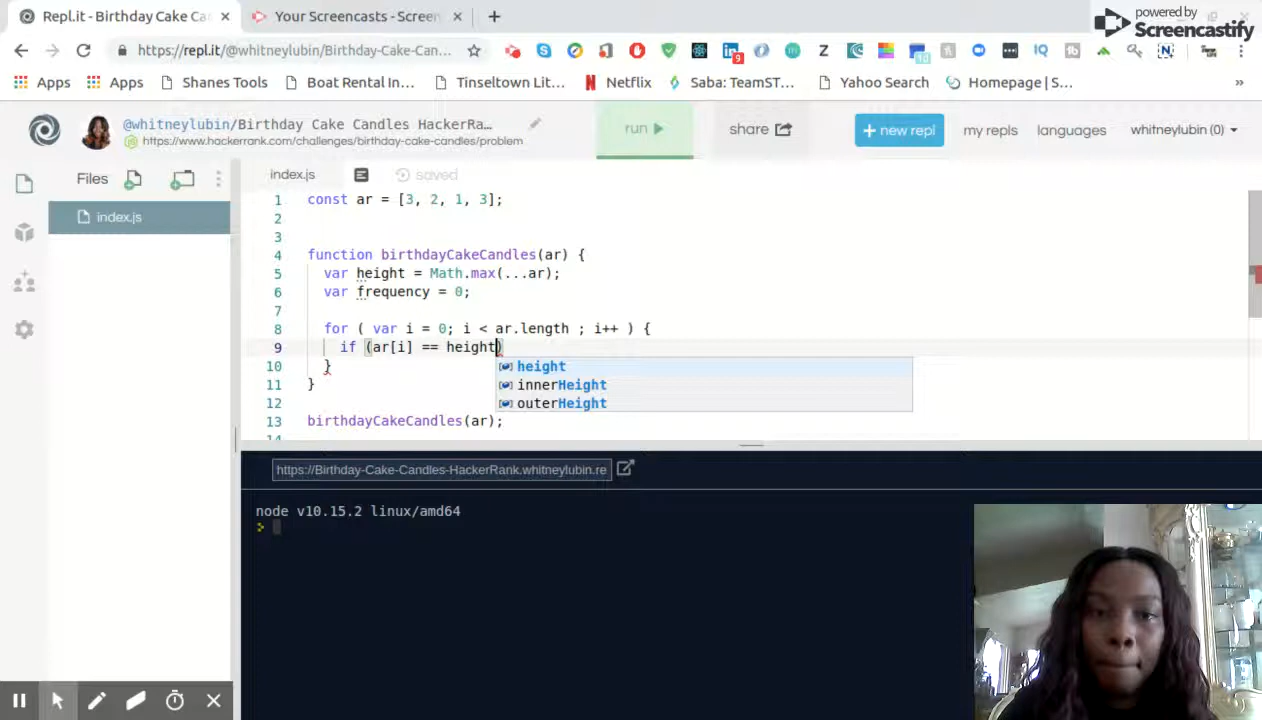 Repl.it - Birthday Cake Ca
Your Screencasts - Screen
powered by
Screencastify
https://repl.it/@whitneylubin/Birthday-Cake-Can...
Apps
Apps
Shanes Tools
Boat Rental In...
Tinseltown Lit...
Netflix
Saba: TeamST...
Yahoo Search
Homepage | S...
»
@whitneylubin/Birthday Cake Candles HackerRa...
https://www.hackerrank.com/challenges/birthday-cake-candles/problem
run
share
+ new repl
my repls
languages
whitneylubin (0)
Files
index.js
index.js
saved
1 const ar = [3, 2, 1, 3];
2
3
4 function birthdayCakeCandles(ar) {
5 var height = Math.max(...ar);
6 var frequency = 0;
7
8 for ( var i = 0; i < ar.length ; i++ ) {
9 if (ar[i] == height)
10 }
11 }
12
13 birthdayCakeCandles(ar);
14
height
innerHeight
outerHeight
https://Birthday-Cake-Candles-HackerRank.whitneylubin.re
node v10.15.2 linux/amd64
>